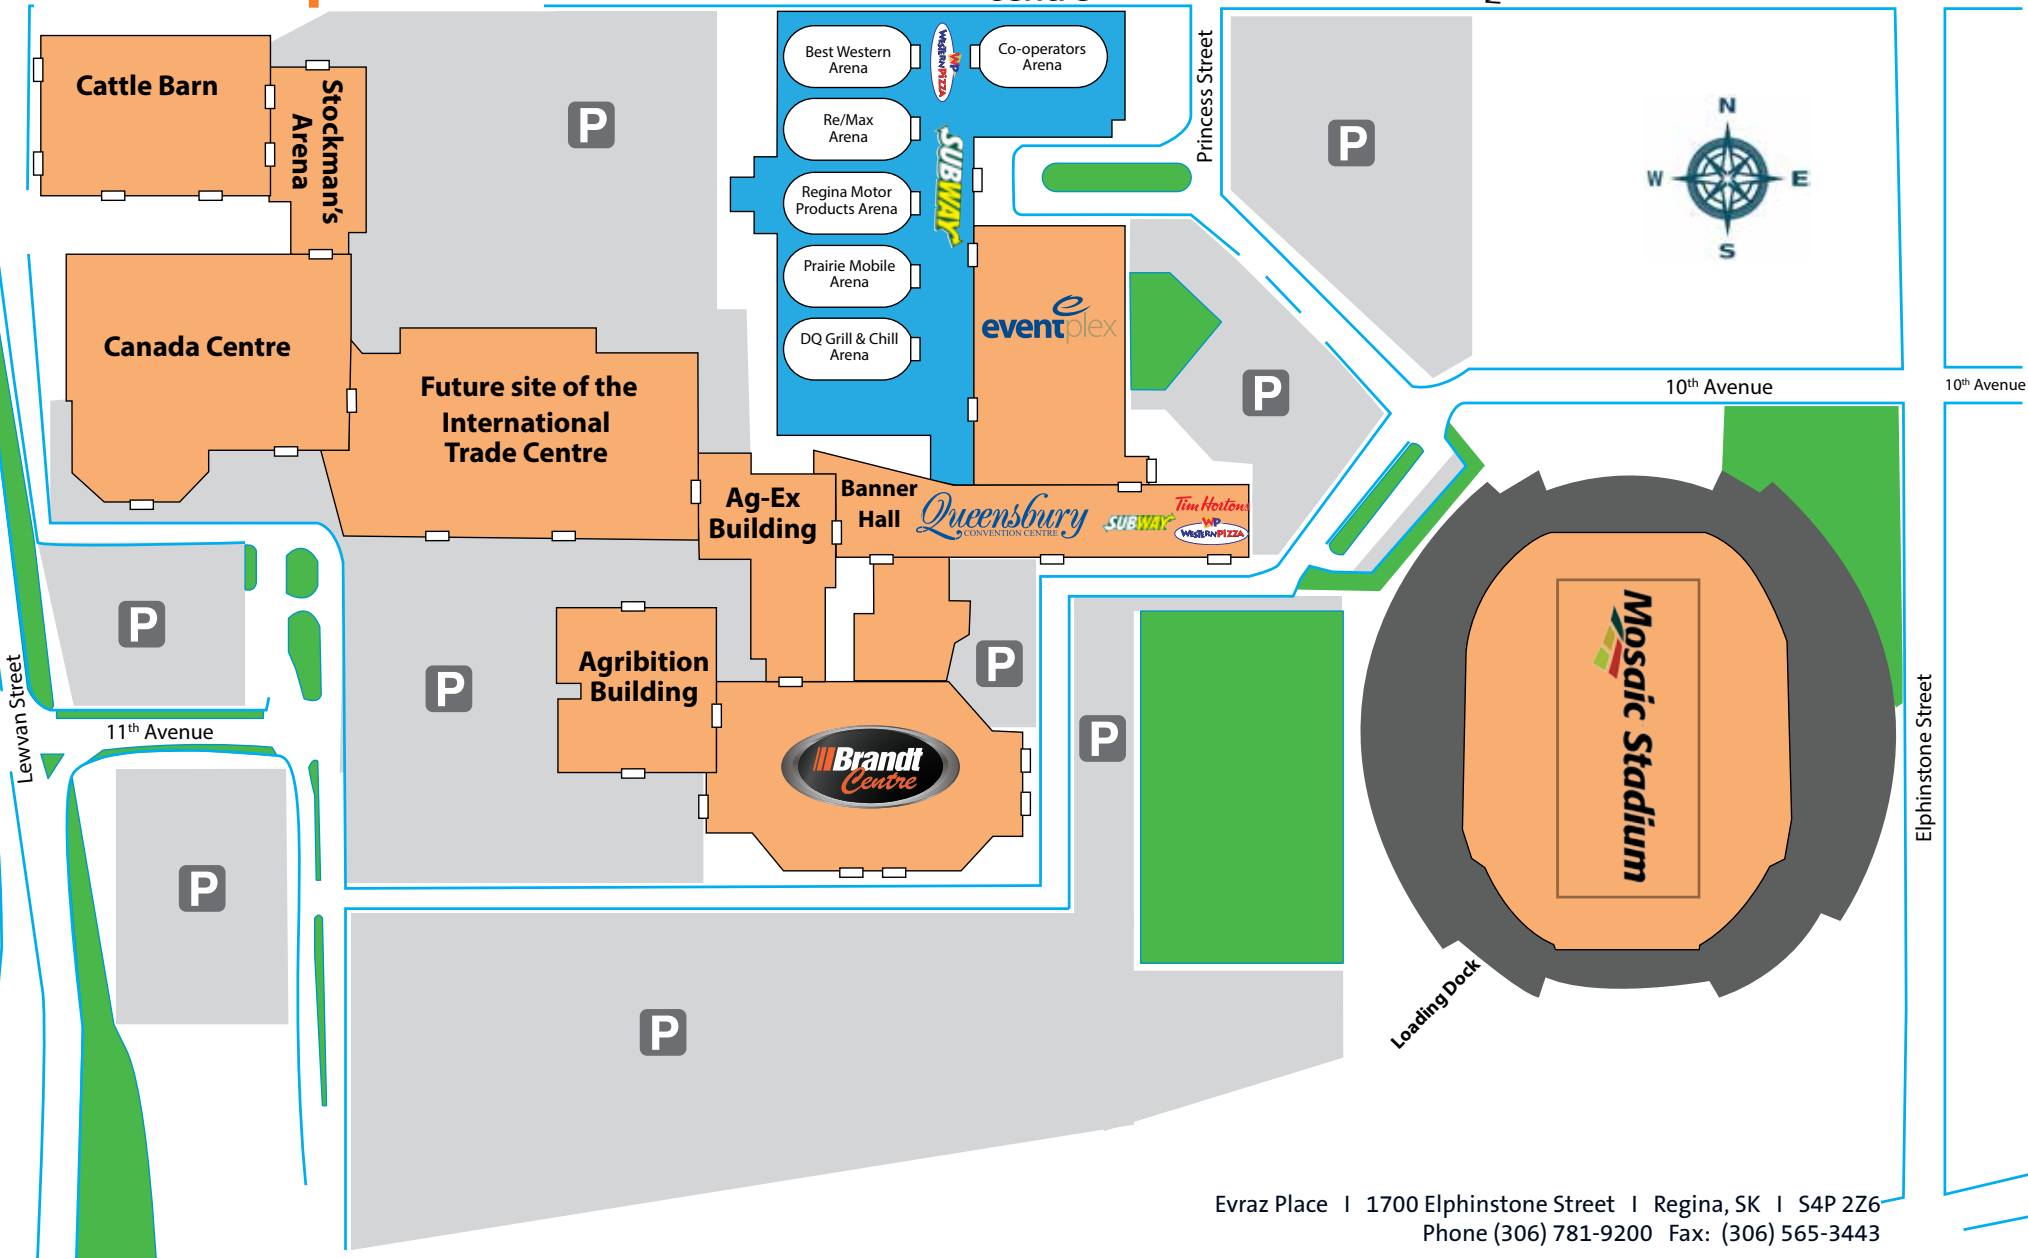 Cattle Barn
Stockman's
Arena
P
Best Western
Arena
WESTERN PIZZA
WP
Co-operators
Arena
Re/Max
Arena
SUBWAY
Regina Motor
Products Arena
Prairie Mobile
Arena
DQ Grill & Chill
Arena
Princess Street
P
N
W
E
S
Canada Centre
Future site of the
International
Trade Centre
eventplex
P
10th Avenue
10th Avenue
Ag-Ex
Building
Banner
Hall
Queensbury
CONVENTION CENTRE
SUBWAY
Tim Hortons
WP
WESTERN PIZZA
P
P
Agribition
Building
P
P
Mosaic Stadium
Lewvan Street
11th Avenue
Brandt
Centre
Elphinstone Street
P
P
Loading Dock
Evraz Place I 1700 Elphinstone Street I Regina, SK I S4P 2Z6
Phone (306) 781-9200 Fax: (306) 565-3443